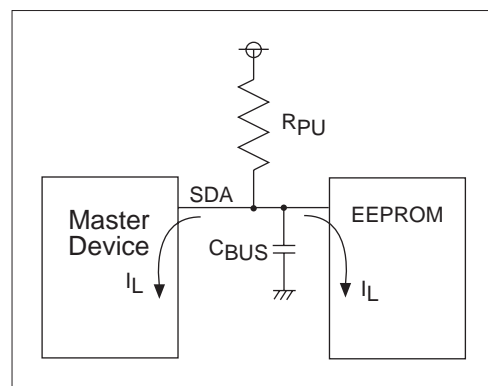 RPU
SDA
Master
Device
EEPROM
CBUS
IL
IL